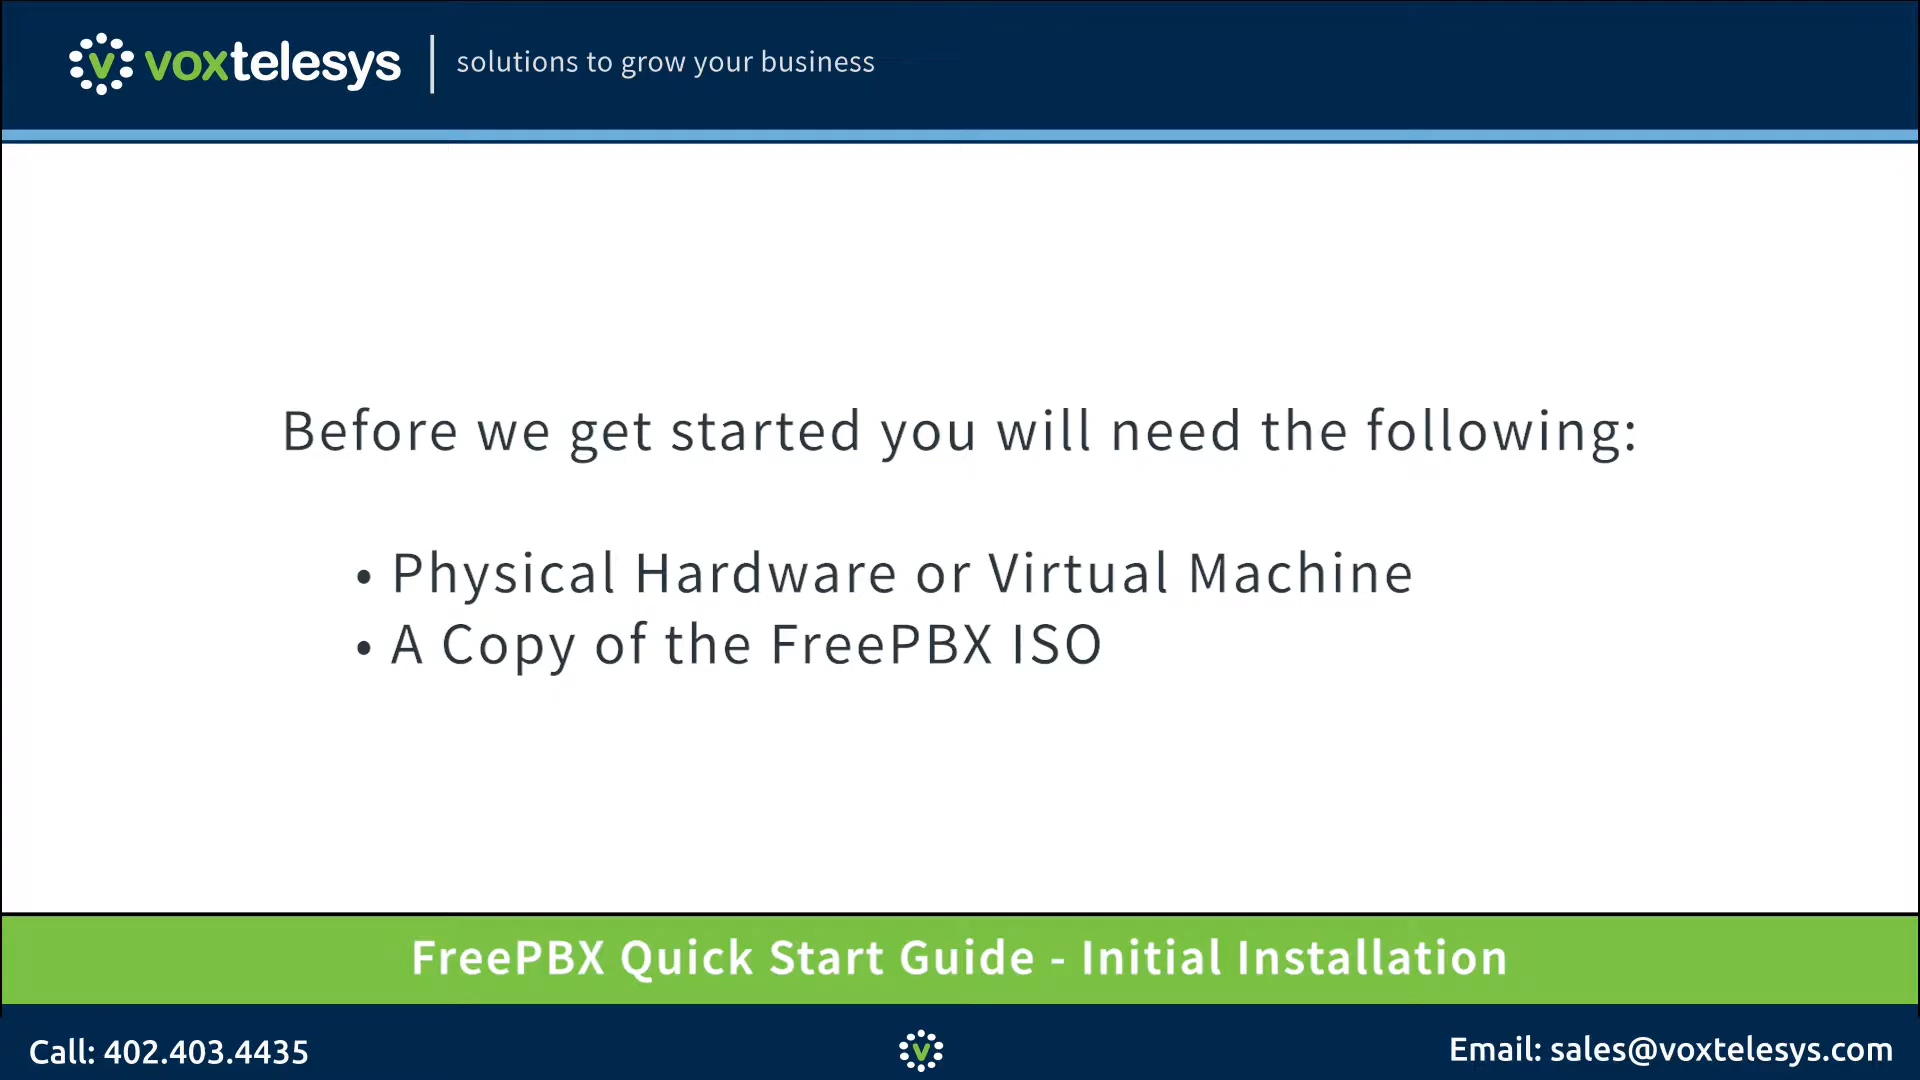 voxtelesys | solutions to grow your business
Before we get started you will need the following:
• Physical Hardware or Virtual Machine
• A Copy of the FreePBX ISO
FreePBX Quick Start Guide - Initial Installation
Call: 402.403.4435
v
Email: sales@voxtelesys.com